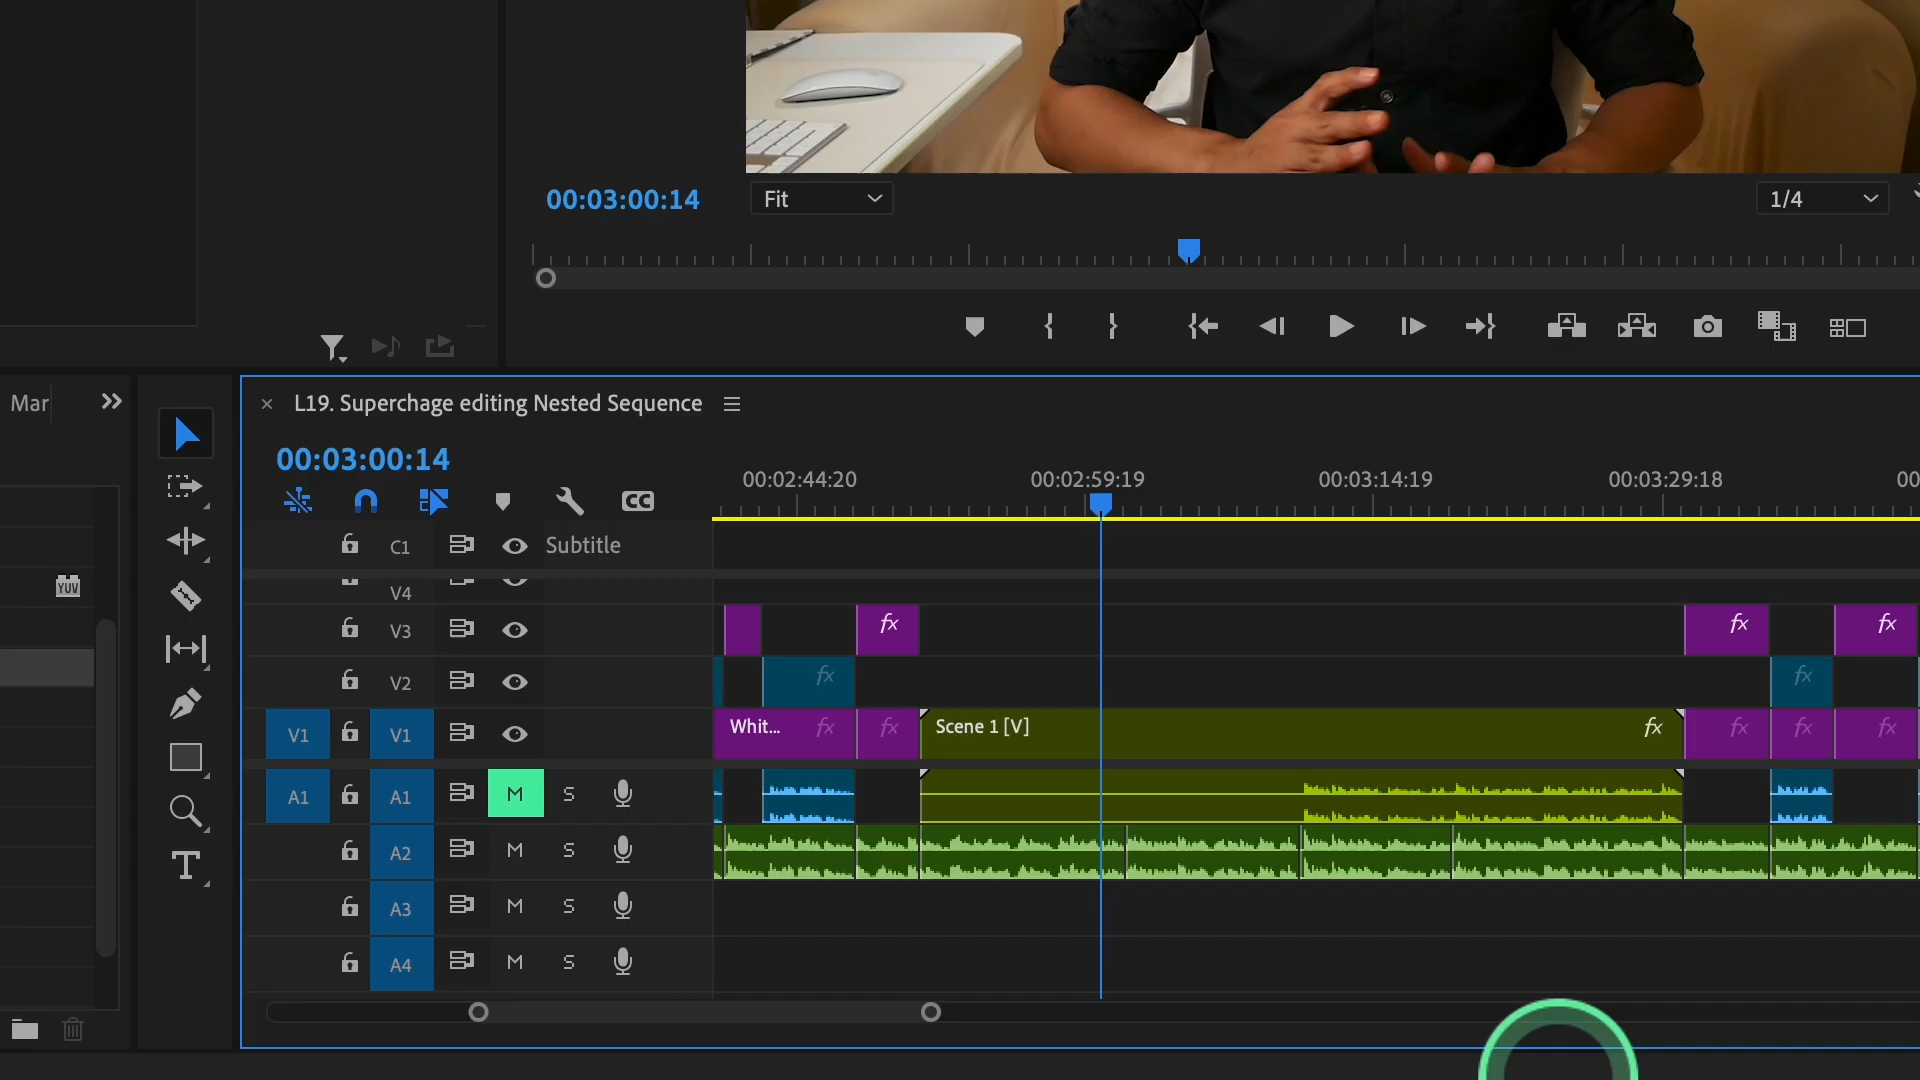 00:03:00:14
Fit
1/4
Mar
L19. Superchage editing Nested Sequence
00:03:00:14
00:02:44:20
00:02:59:19
00:03:14:19
00:03:29:18
00
CC
C1
Subtitle
V4
YUV
V3
fx
fx
fx
V2
fx
fx
V1
V1
Whit...
fx
fx
Scene 1 [V]
fx
fx
fx
fx
A1
A1
M
S
A2
M
S
T
A3
M
S
A4
M
S